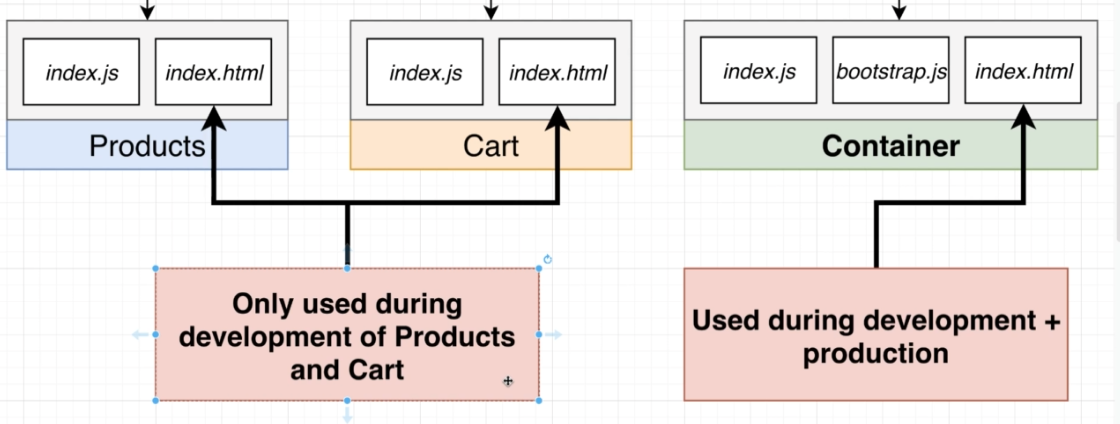 index.js
index.html
index.js
index.html
index.js
bootstrap.js
index.html
Products
Cart
Container
Only used during
development of Products
and Cart
Used during development +
production